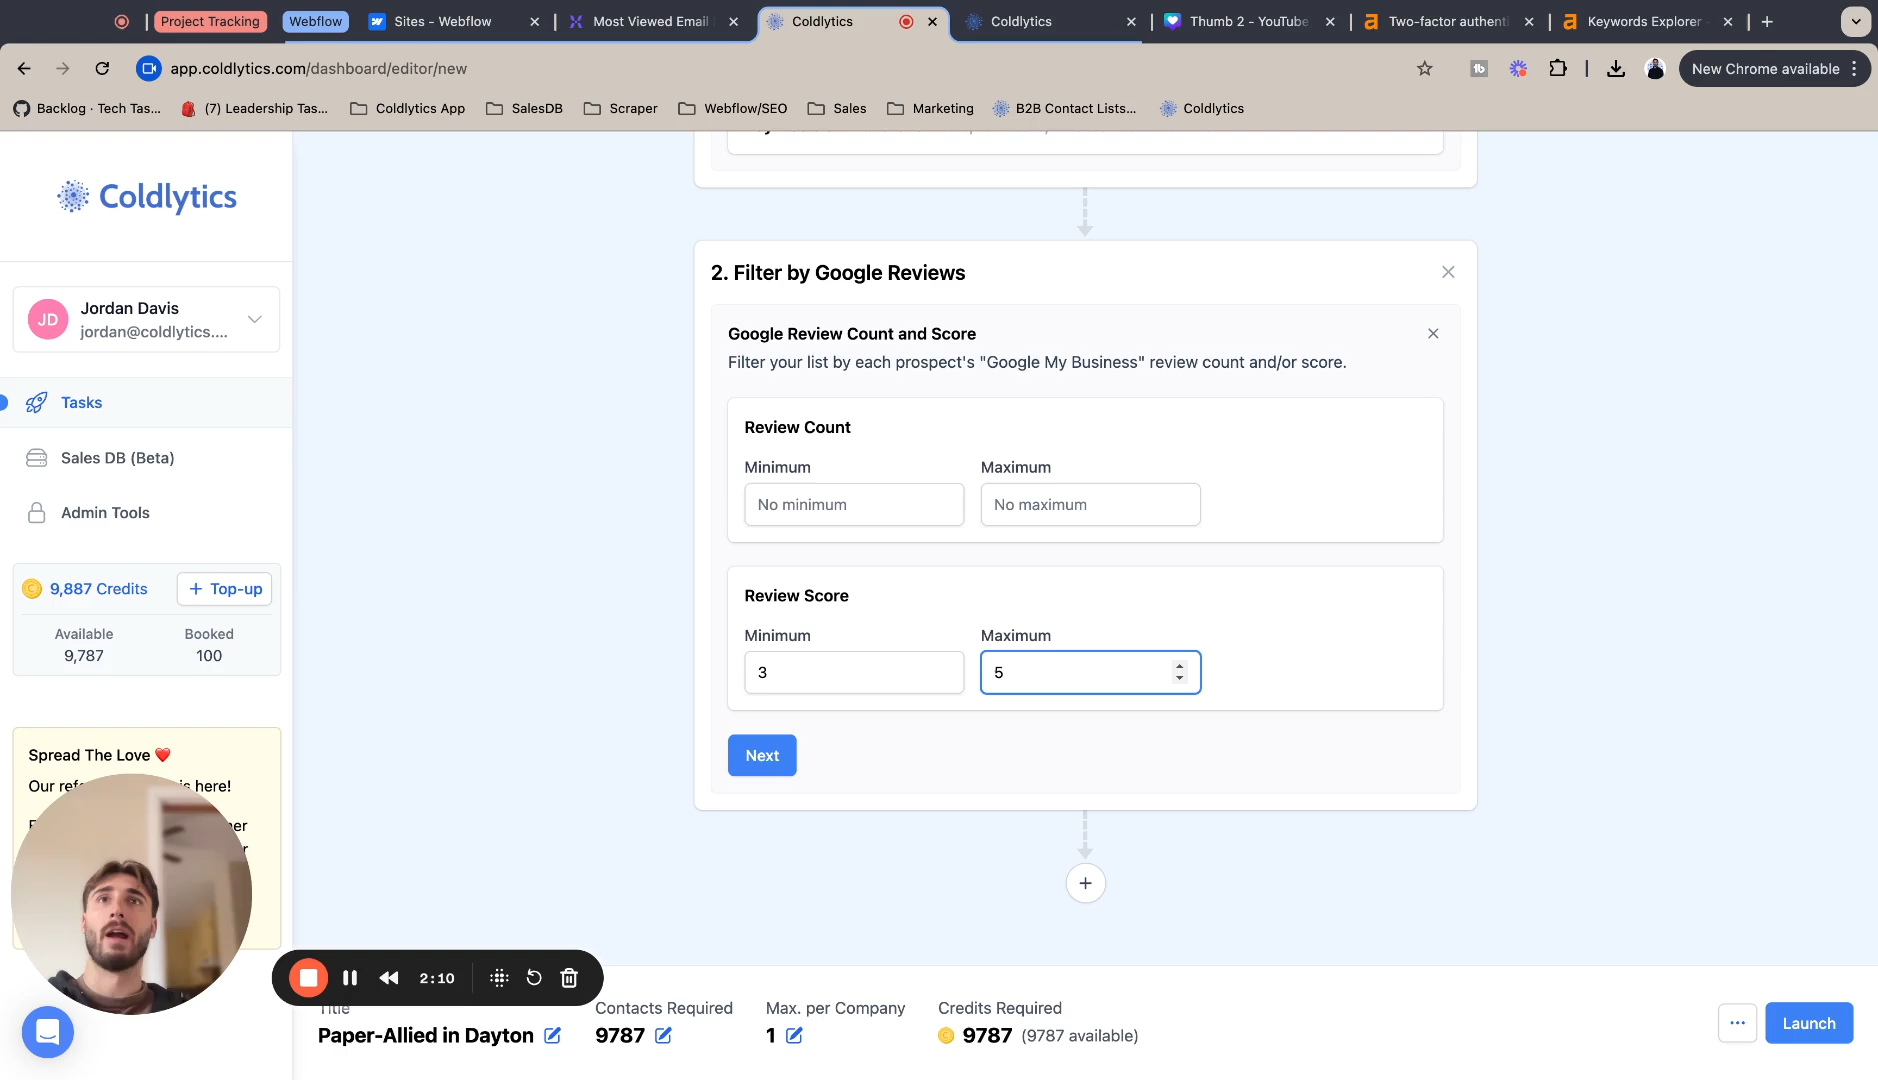 Project Tracking
Webflow
Sites - Webflow
Most Viewed Email
Coldlytics
Coldlytics
Thumb 2 - YouTube
Two-factor authenti
Keywords Explorer
app.coldlytics.com/dashboard/editor/new
New Chrome available
Backlog · Tech Tas...
(7) Leadership Tas...
Coldlytics App
SalesDB
Scraper
Webflow/SEO
Sales
Marketing
B2B Contact Lists...
Coldlytics
Coldlytics
JD
Jordan Davis
jordan@coldlytics....
Tasks
Sales DB (Beta)
Admin Tools
9,887 Credits
+ Top-up
Available
Booked
9,787
100
Spread The Love ❤️
Our
is here!
2. Filter by Google Reviews
Google Review Count and Score
Filter your list by each prospect's "Google My Business" review count and/or score.
Review Count
Minimum
Maximum
No minimum
No maximum
Review Score
Minimum
Maximum
3
5
Next
2:10
Title
Contacts Required
Max. per Company
Credits Required
Paper-Allied in Dayton
9787
1
9787 (9787 available)
Launch